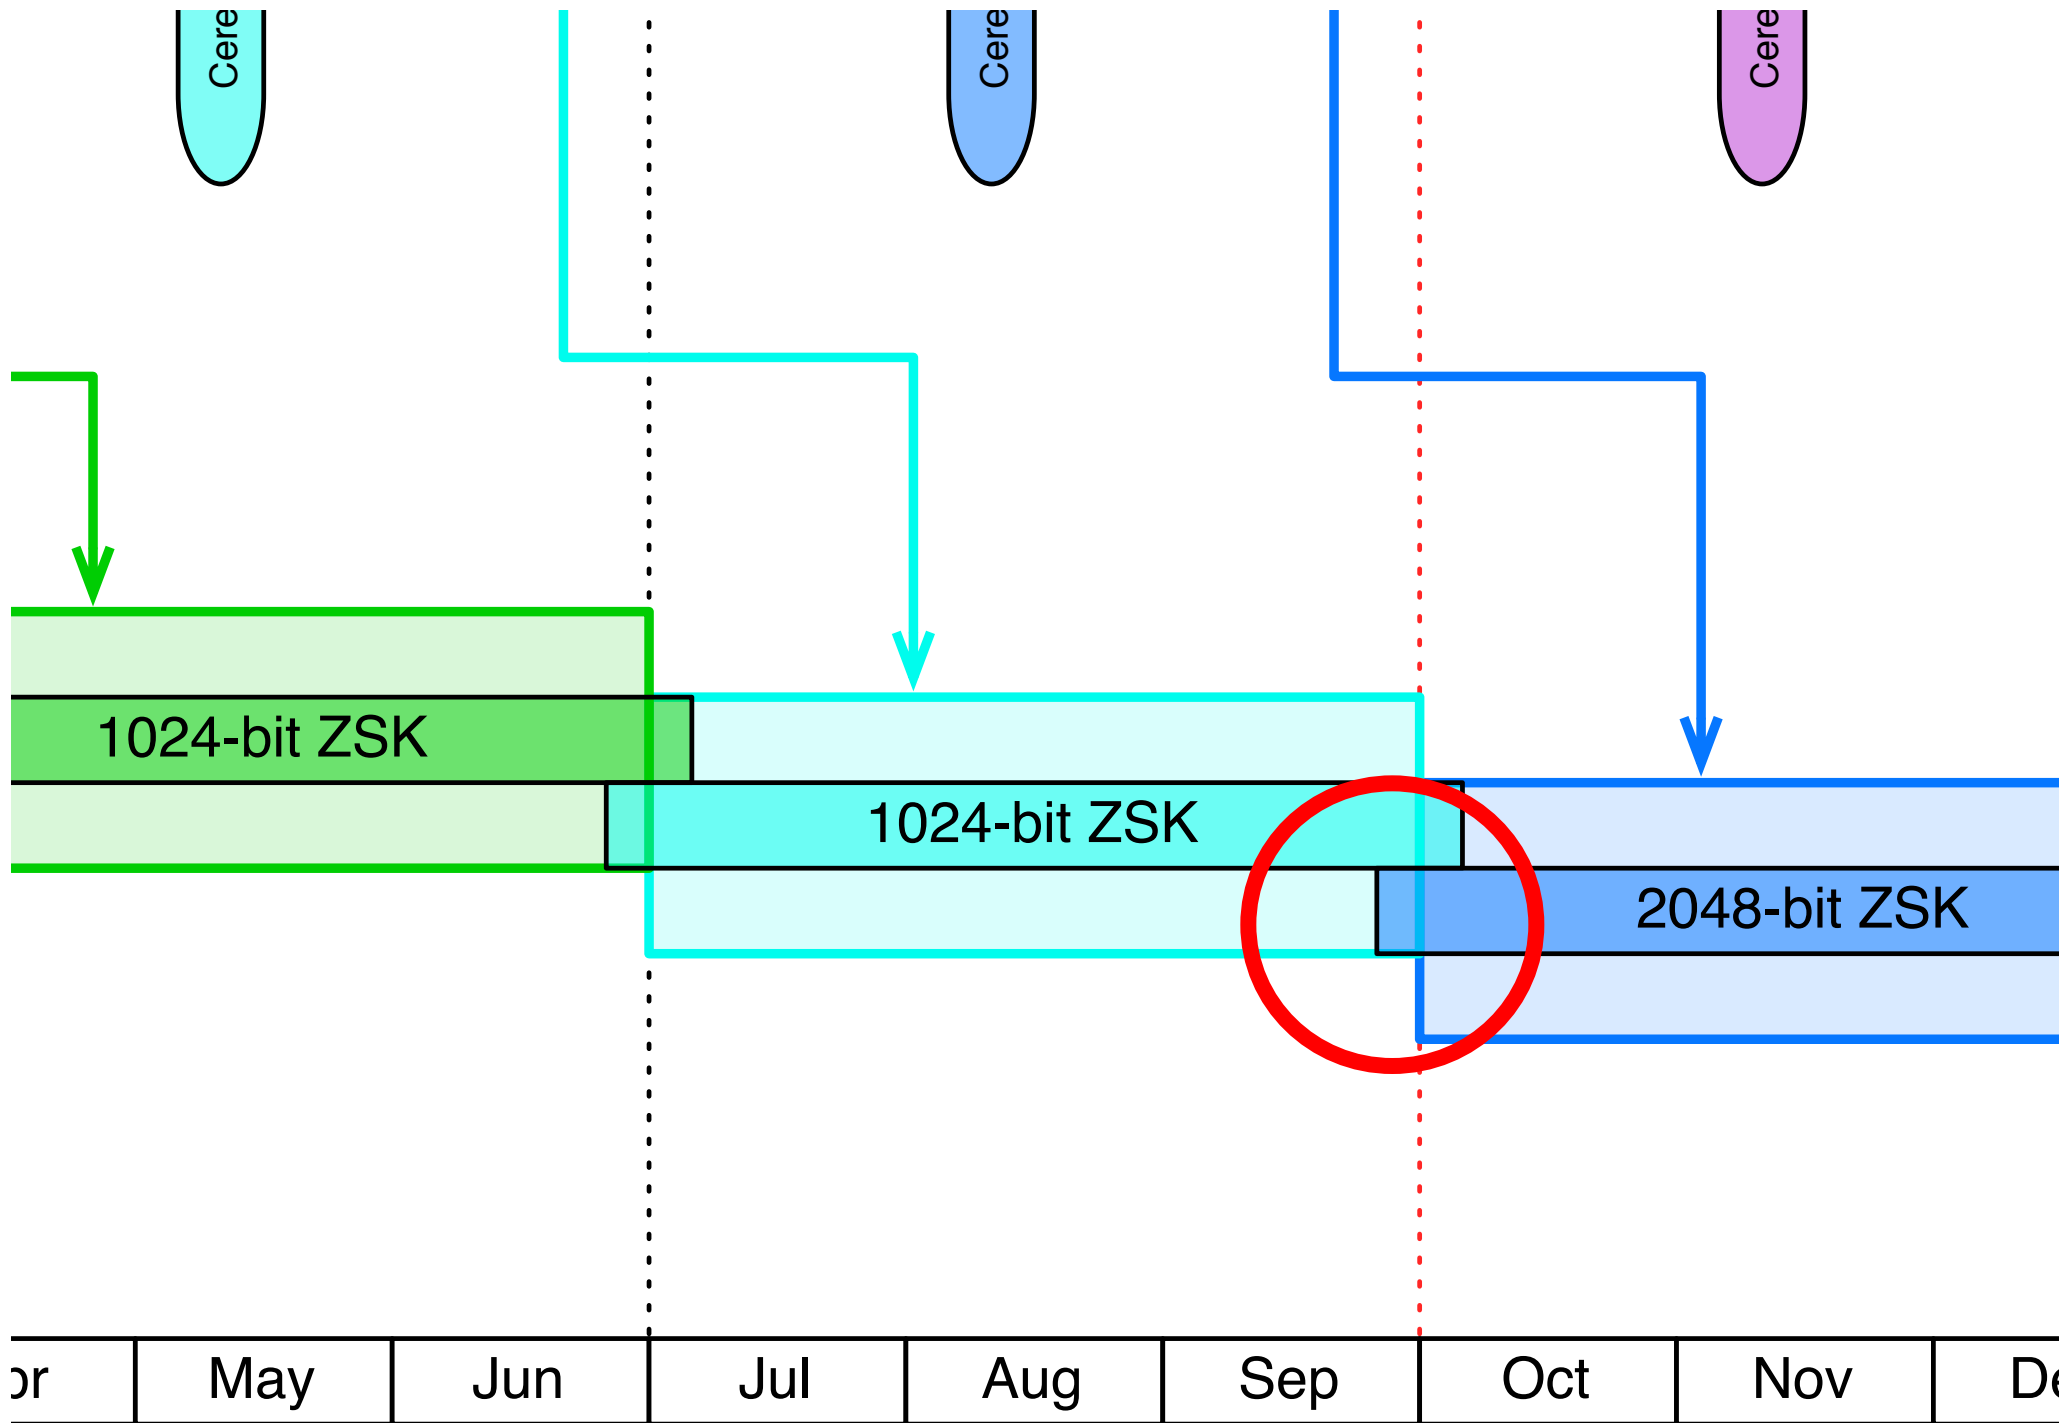 Cere
Cere
Cere
1024-bit ZSK
1024-bit ZSK
2048-bit ZSK
May
Jun
Jul
Aug
Sep
Oct
Nov